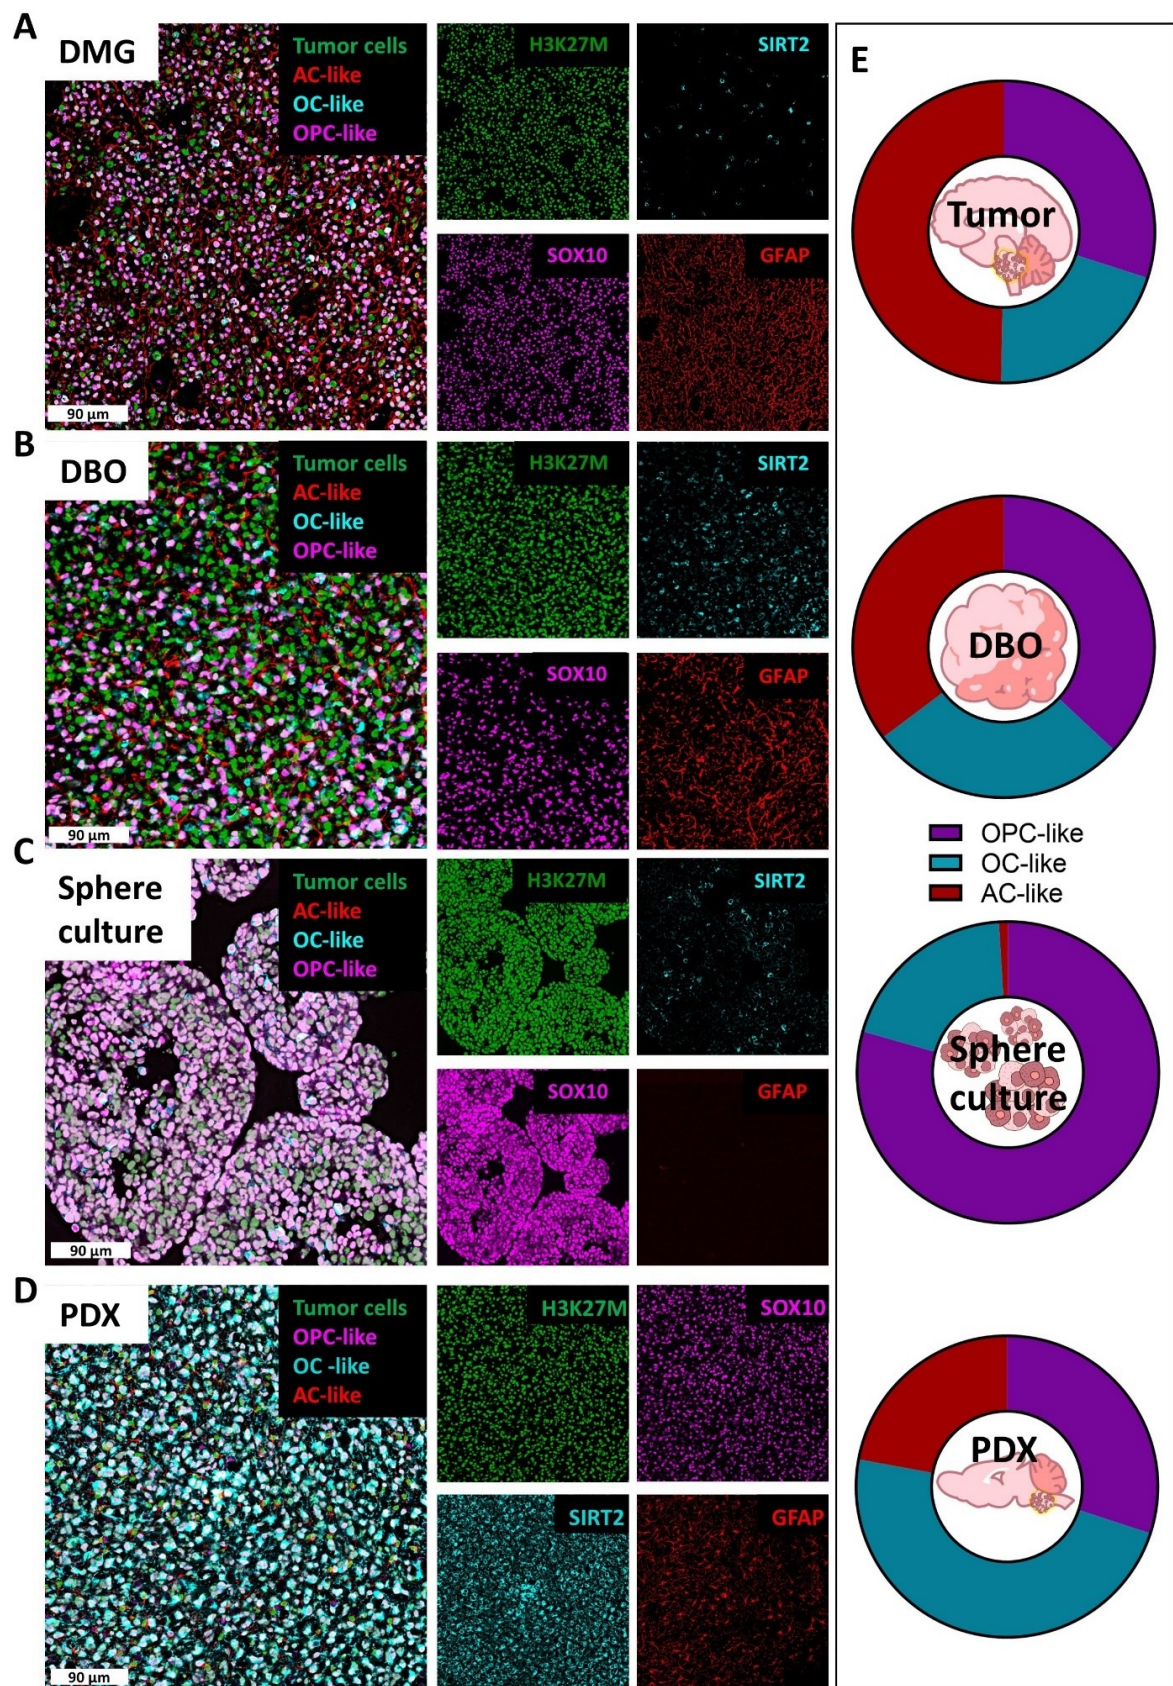 A
DMG
Tumor cells
AC-like
OC-like
OPC-like
90 µm
H3K27M
SIRT2
SOX10
GFAP
B
DBO
Tumor cells
AC-like
OC-like
OPC-like
90 µm
H3K27M
SIRT2
SOX10
GFAP
C
Sphere
culture
Tumor cells
AC-like
OC-like
OPC-like
90 µm
H3K27M
SIRT2
SOX10
GFAP
D
PDX
Tumor cells
OPC-like
OC -like
AC-like
90 µm
H3K27M
SOX10
SIRT2
GFAP
E
Tumor
DBO
OPC-like
OC-like
AC-like
Sphere
culture
PDX